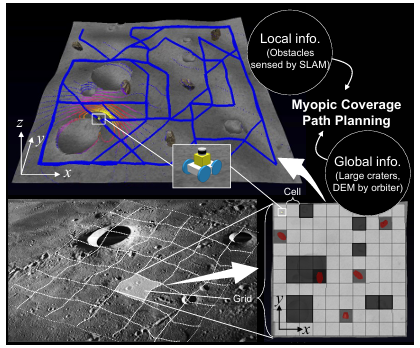 Local info.
(Obstacles
sensed by SLAM)
Myopic Coverage
Path Planning
Global info.
(Large craters,
DEM by orbiter)
z
y
x
Cell
Grid
y
x